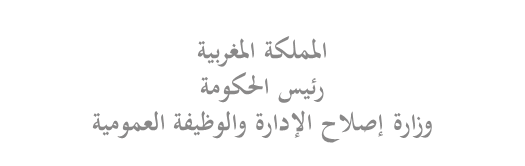 المملكة المغربية
رئيس الحكومة
وزارة إصلاح الإدارة والوظيفة العمومية